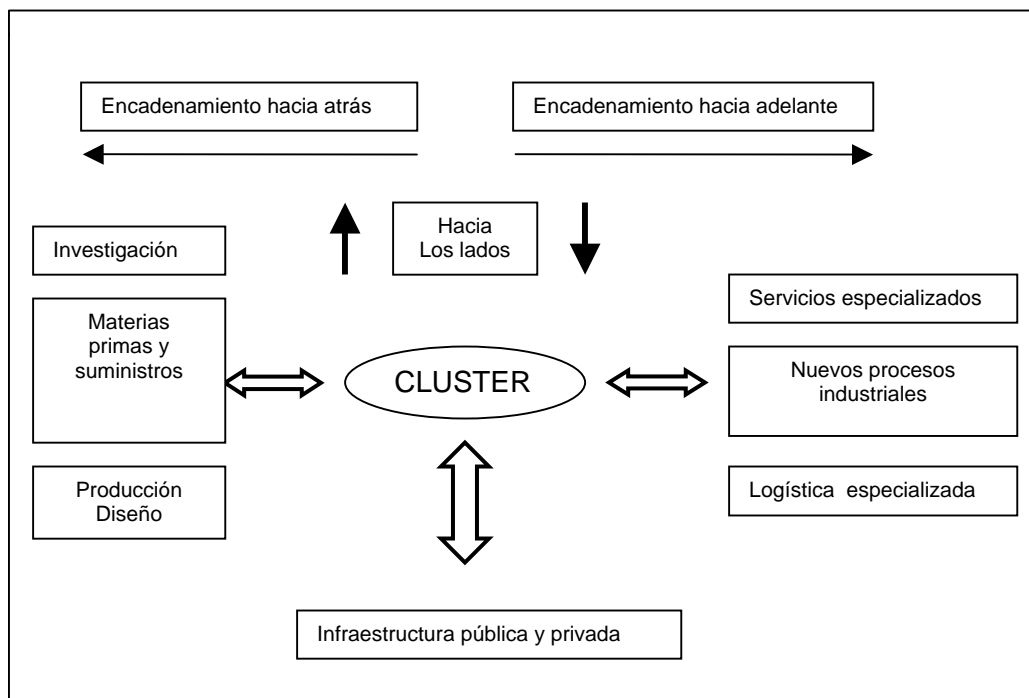 Encadenamiento hacia atrás
Encadenamiento hacia adelante
Hacia
Los lados
Investigación
Materias
primas y
suministros
Producción
Diseño
CLUSTER
Servicios especializados
Nuevos procesos
industriales
Logística especializada
Infraestructura pública y privada